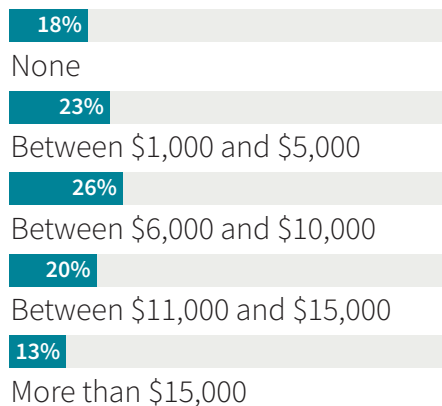 18%
None
23%
Between $1,000 and $5,000
26%
Between $6,000 and $10,000
20%
Between $11,000 and $15,000
13%
More than $15,000